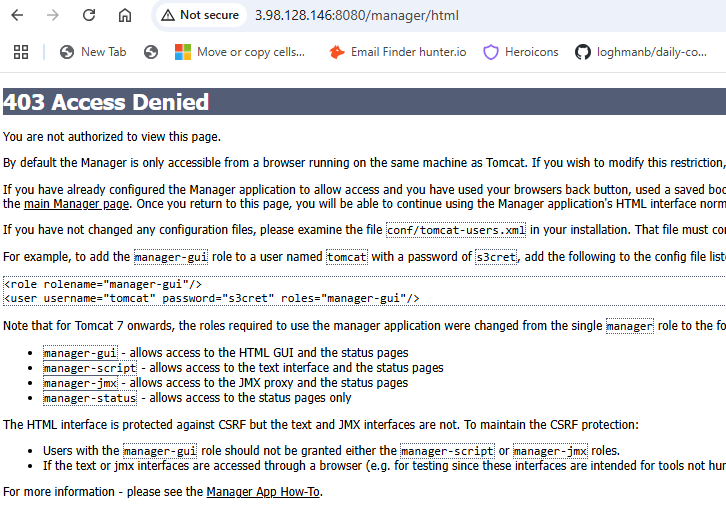 Not secure 3.98.128.146:8080/manager/html
New Tab Move or copy cells... Email Finder hunter.io Heroicons loghmanb/daily-co...
403 Access Denied
You are not authorized to view this page.
By default the Manager is only accessible from a browser running on the same machine as Tomcat. If you wish to modify this restriction,
If you have already configured the Manager application to allow access and you have used your browsers back button, used a saved boo
the main Manager page. Once you return to this page, you will be able to continue using the Manager application's HTML interface norm
If you have not changed any configuration files, please examine the file conf/tomcat-users.xml in your installation. That file must con
For example, to add the manager-gui role to a user named tomcat with a password of s3cret, add the following to the config file liste
<role rolename="manager-gui"/>
<user username="tomcat" password="s3cret" roles="manager-gui"/>
Note that for Tomcat 7 onwards, the roles required to use the manager application were changed from the single manager role to the fo
• manager-gui - allows access to the HTML GUI and the status pages
• manager-script - allows access to the text interface and the status pages
• manager-jmx - allows access to the JMX proxy and the status pages
• manager-status - allows access to the status pages only
The HTML interface is protected against CSRF but the text and JMX interfaces are not. To maintain the CSRF protection:
• Users with the manager-gui role should not be granted either the manager-script or manager-jmx roles.
• If the text or jmx interfaces are accessed through a browser (e.g. for testing since these interfaces are intended for tools not hum
For more information - please see the Manager App How-To.